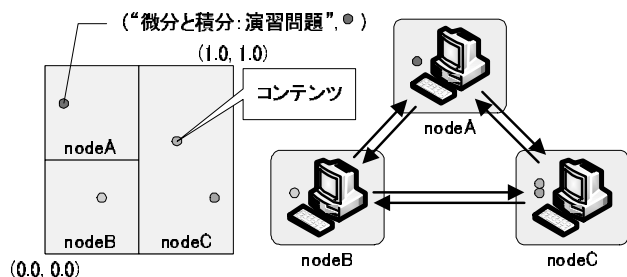 (“微分と積分:演習問題”, )
(1.0, 1.0)
コンテンツ
nodeA
nodeB
nodeC
(0.0, 0.0)
nodeA
nodeB
nodeC